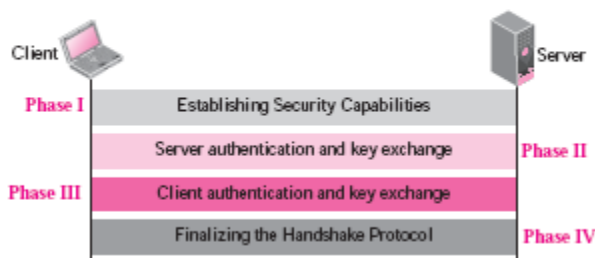 Client
Server
Phase I
Establishing Security Capabilities
Server authentication and key exchange
Phase II
Phase III
Client authentication and key exchange
Finalizing the Handshake Protocol
Phase IV